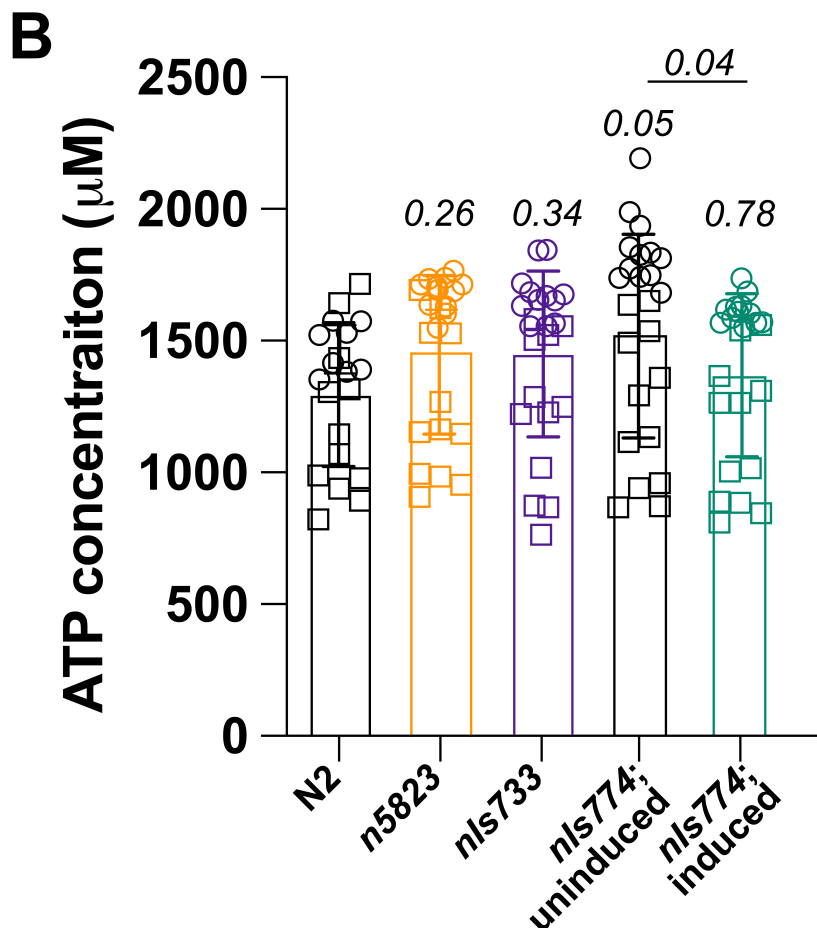 B
ATP concentraiton (μM)
2500
2000
1500
1000
500
0
0.04
0.05
0.26
0.34
0.78
N2
n5823
nIs733
nIs774;
uninduced
nIs774;
induced